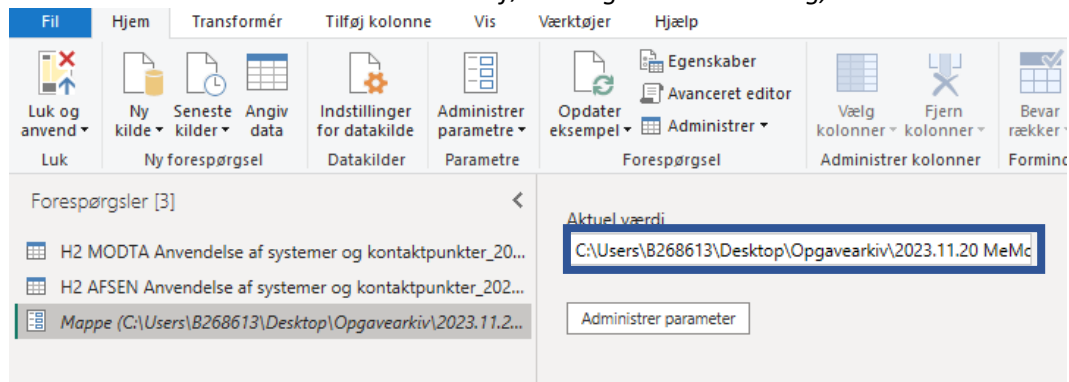 Fil Hjem Transformér Tilføj kolonne Vis Værktøjer Hjælp
Luk og anvend
Ny kilde
Seneste kilder
Angiv data
Indstillinger for datakilde
Administrer parametre
Opdater eksempel
Egenskaber
Avanceret editor
Administrer
Vælg kolonner
Fjern kolonner
Bevar rækker
Luk Ny forespørgsel Datakilder Parametre Forespørgsel Administrer kolonner Formind
Forespørgsler [3]
H2 MODTA Anvendelse af systemer og kontaktpunkter_20...
H2 AFSEN Anvendelse af systemer og kontaktpunkter_202...
Mappe (C:\Users\B268613\Desktop\Opgavearkiv\2023.11.2...
Aktuel værdi
C:\Users\B268613\Desktop\Opgavearkiv\2023.11.20 MeMo
Administrer parameter